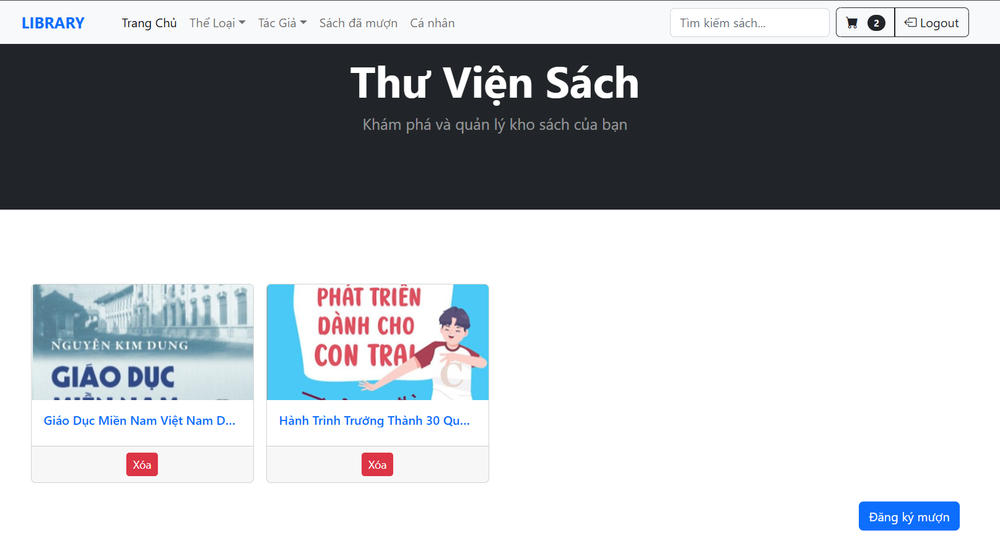 LIBRARY Trang Chủ Thể Loại Tác Giả Sách đã mượn Cá nhân Tìm kiếm sách... 2 Logout
Thư Viện Sách
Khám phá và quản lý kho sách của bạn
NGUYỄN KIM DUNG
GIÁO DỤC
MIỀN NAM
Giáo Dục Miền Nam Việt Nam D...
Xóa
PHÁT TRIỂN
DÀNH CHO
CON TRAI
C
Hành Trình Trưởng Thành 30 Qu...
Xóa
Đăng ký mượn